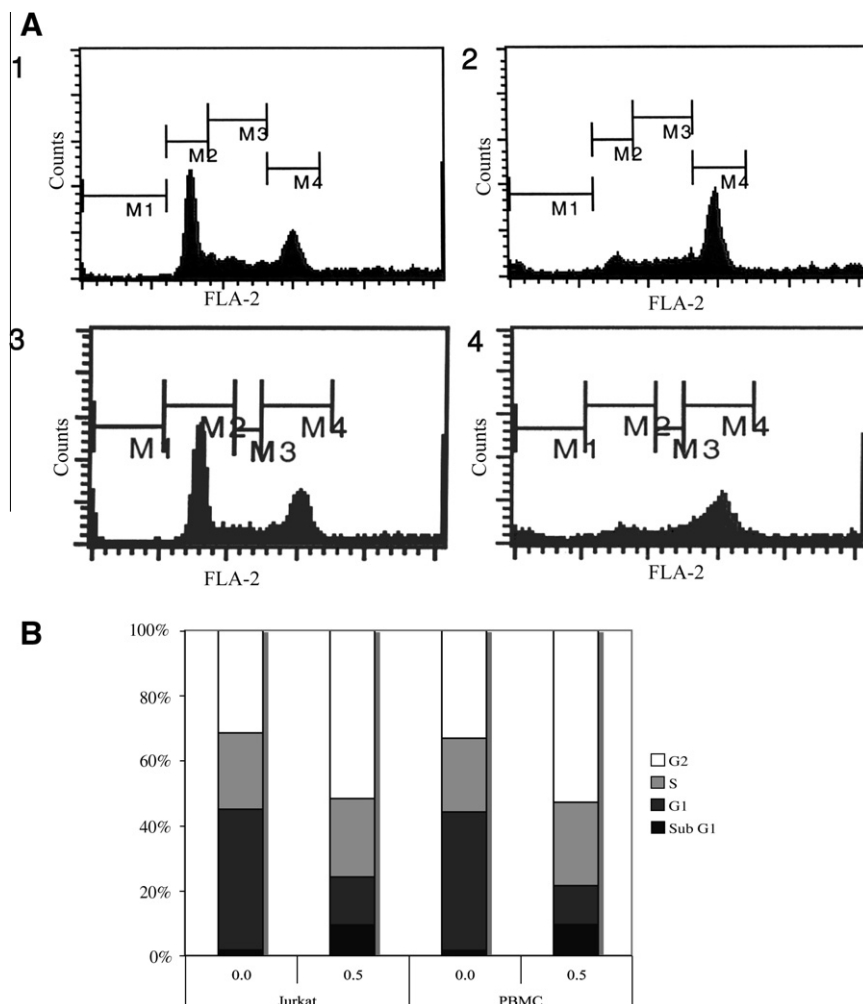 A
1
Counts
M1
M2
M3
M4
FLA-2
2
Counts
M1
M2
M3
M4
FLA-2
3
Counts
M1
M2
M3
M4
FLA-2
4
Counts
M1
M2
M3
M4
FLA-2
B
100%
80%
60%
40%
20%
0%
0.0
0.5
0.0
0.5
Jurkat
PBMC
G2
S
G1
Sub G1